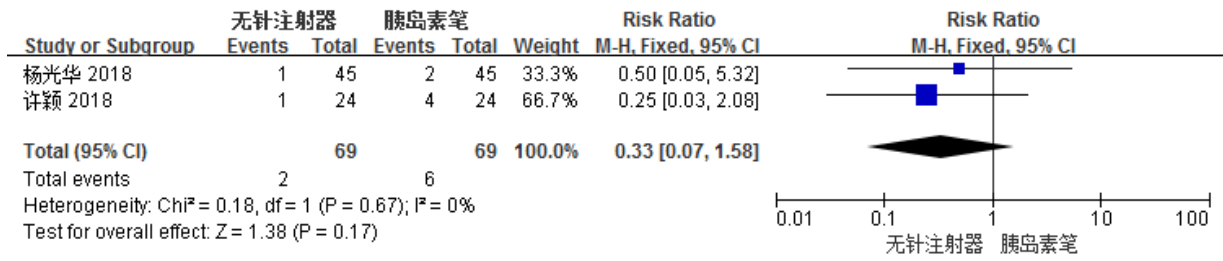 无针注射器 胰岛素笔 Risk Ratio Risk Ratio
Study or Subgroup Events Total Events Total Weight M-H, Fixed, 95% CI M-H, Fixed, 95% CI
杨光华 2018 1 45 2 45 33.3% 0.50 [0.05, 5.32]
许颖 2018 1 24 4 24 66.7% 0.25 [0.03, 2.08]
Total (95% CI) 69 69 100.0% 0.33 [0.07, 1.58]
Total events 2 6
Heterogeneity: Chi² = 0.18, df = 1 (P = 0.67); I² = 0%
Test for overall effect: Z = 1.38 (P = 0.17)
0.01 0.1 1 10 100
无针注射器 胰岛素笔